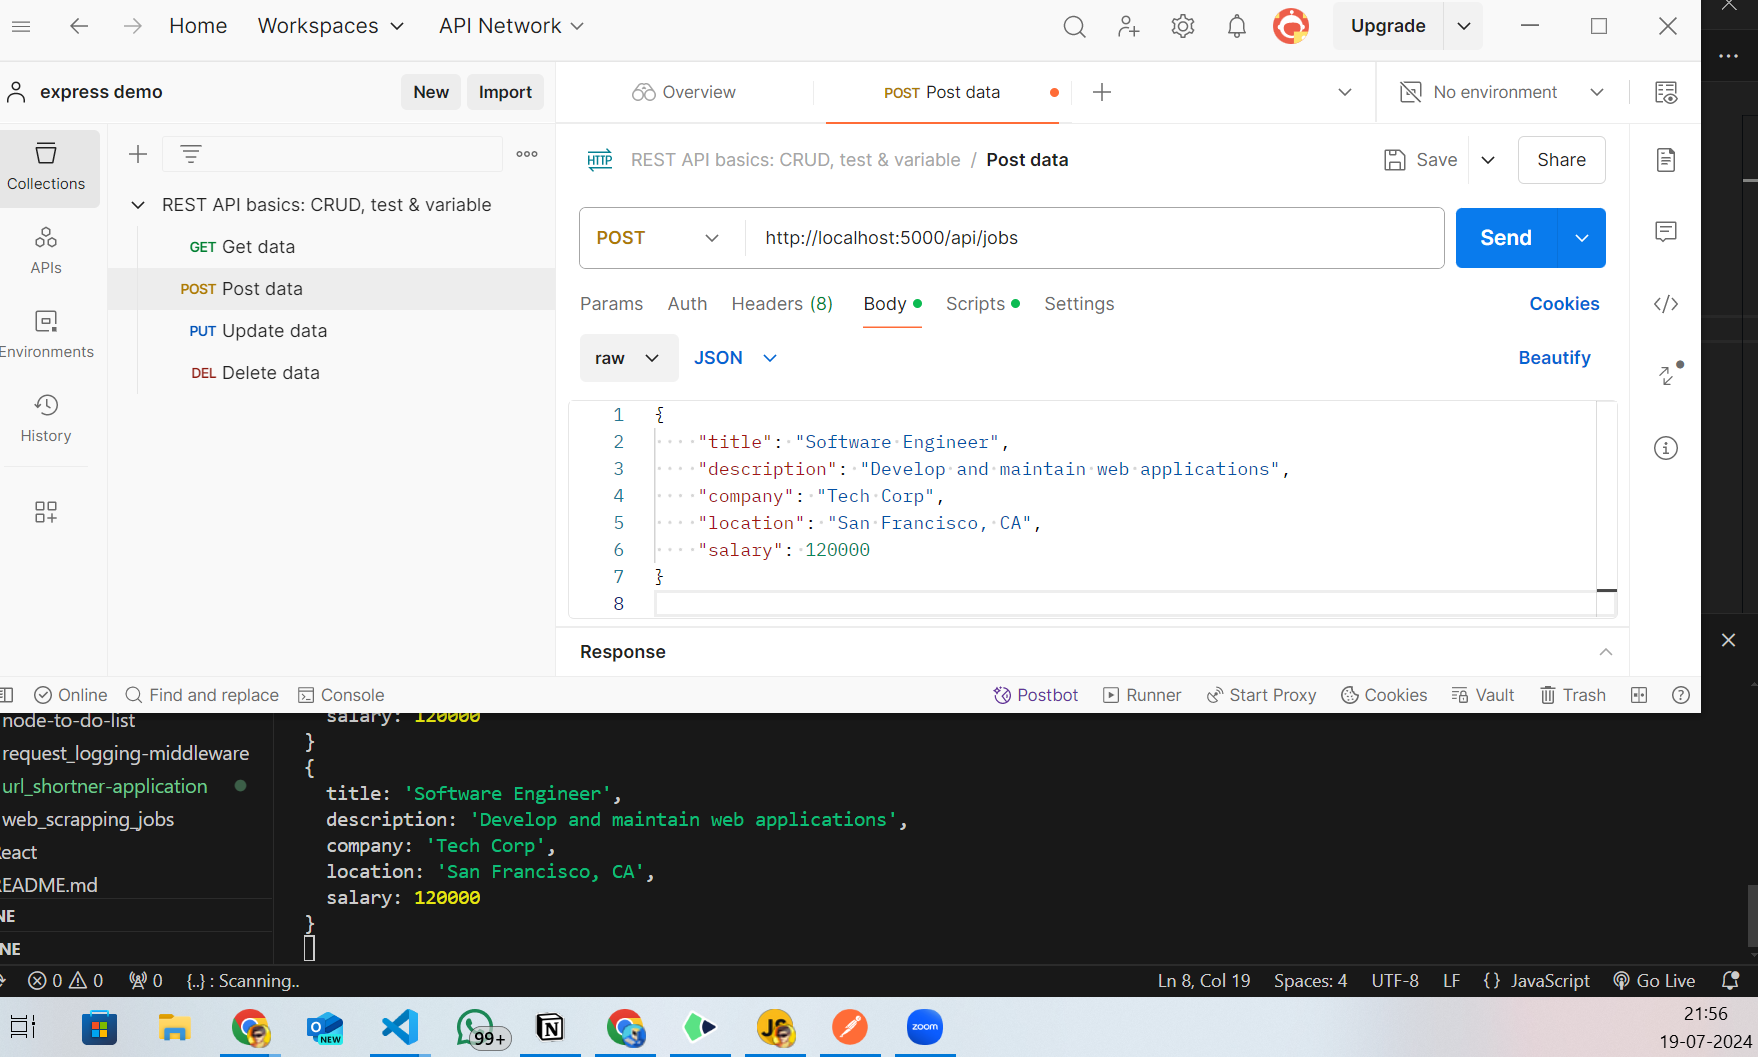 Home Workspaces API Network Upgrade
express demo New Import Overview POST Post data No environment
Collections
REST API basics: CRUD, test & variable / Post data Save Share
REST API basics: CRUD, test & variable
GET Get data
POST Post data
PUT Update data
DEL Delete data
APIs
Environments
History
POST http://localhost:5000/api/jobs Send
Params Auth Headers (8) Body Scripts Settings Cookies
raw JSON Beautify
1 {
2 "title": "Software Engineer",
3 "description": "Develop and maintain web applications",
4 "company": "Tech Corp",
5 "location": "San Francisco, CA",
6 "salary": 120000
7 }
8
Response
Online Find and replace Console Postbot Runner Start Proxy Cookies Vault Trash
node-to-do-list
request_logging-middleware
url_shortner-application
web_scrapping_jobs
eact
EADME.md
NE
NE
salary: 120000
}
{
title: 'Software Engineer',
description: 'Develop and maintain web applications',
company: 'Tech Corp',
location: 'San Francisco, CA',
salary: 120000
}
0 0 0 {..} : Scanning.. Ln 8, Col 19 Spaces: 4 UTF-8 LF {} JavaScript Go Live
NEW 99+ N JS zoom
21:56
19-07-2024